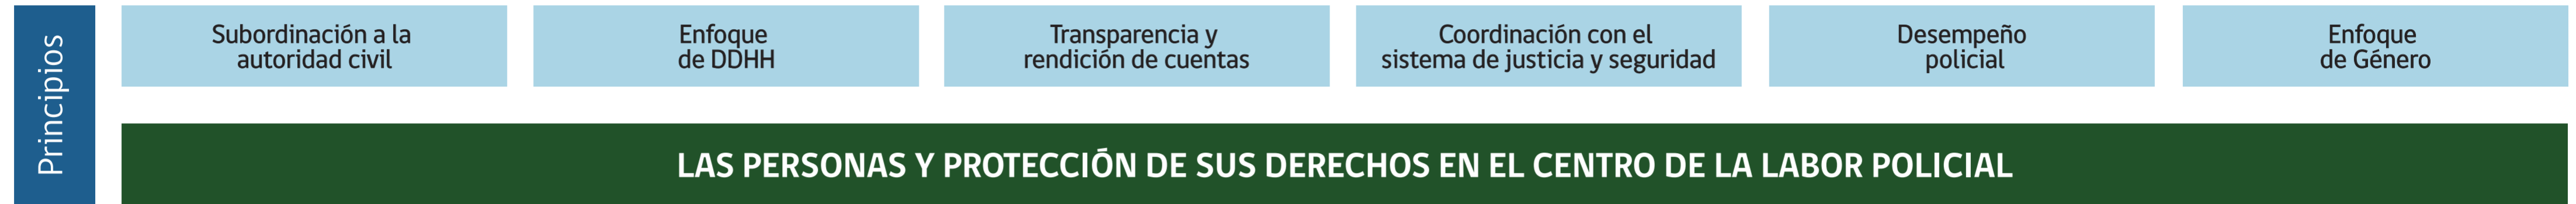 Principios
Subordinación a la
autoridad civil
Enfoque
de DDHH
Transparencia y
rendición de cuentas
Coordinación con el
sistema de justicia y seguridad
Desempeño
policial
Enfoque
de Género
LAS PERSONAS Y PROTECCIÓN DE SUS DERECHOS EN EL CENTRO DE LA LABOR POLICIAL